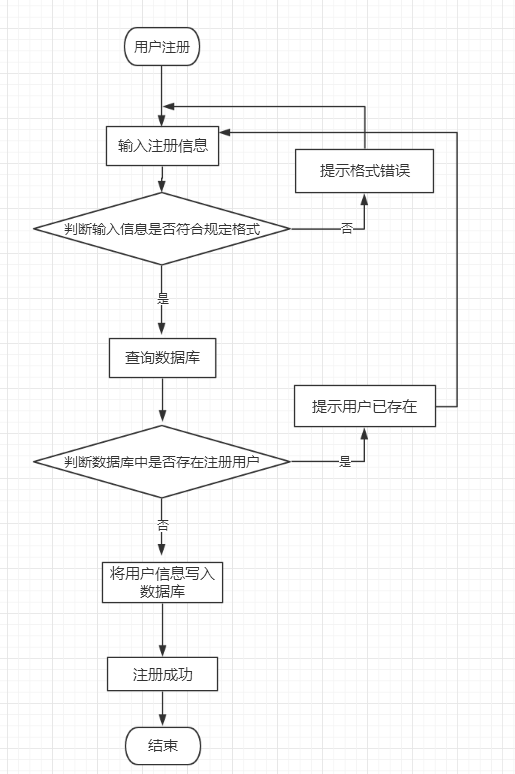 用户注册
输入注册信息
提示格式错误
判断输入信息是否符合规定格式
否
是
查询数据库
提示用户已存在
判断数据库中是否存在注册用户
是
否
将用户信息写入
数据库
注册成功
结束